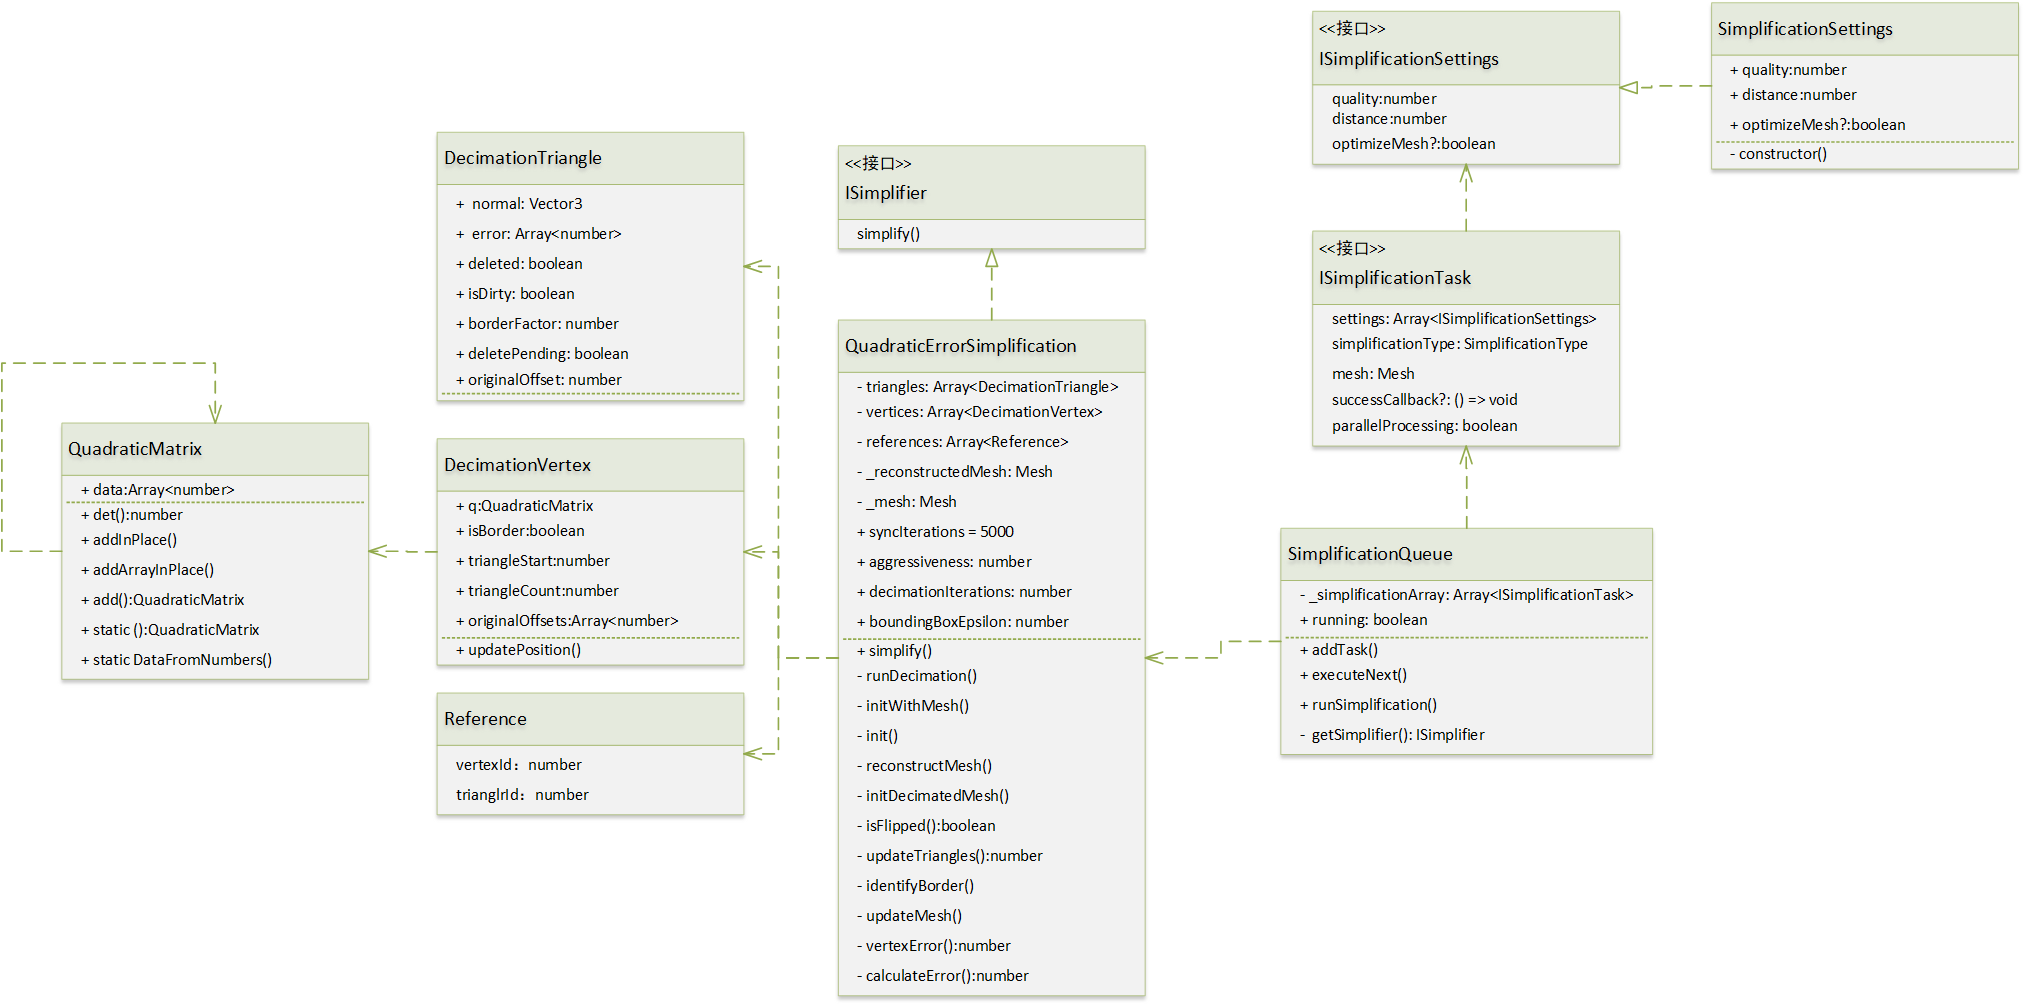 <<接口>>
ISimplificationSettings
quality:number
distance:number
optimizeMesh?:boolean
SimplificationSettings
+ quality:number
+ distance:number
+ optimizeMesh?:boolean
- constructor()
DecimationTriangle
+ normal: Vector3
+ error: Array<number>
+ deleted: boolean
+ isDirty: boolean
+ borderFactor: number
+ deletePending: boolean
+ originalOffset: number
<<接口>>
ISimplifier
simplify()
<<接口>>
ISimplificationTask
settings: Array<ISimplificationSettings>
simplificationType: SimplificationType
mesh: Mesh
successCallback?: () => void
parallelProcessing: boolean
QuadraticMatrix
+ data:Array<number>
+ det():number
+ addInPlace()
+ addArrayInPlace()
+ add():QuadraticMatrix
+ static ():QuadraticMatrix
+ static DataFromNumbers()
DecimationVertex
+ q:QuadraticMatrix
+ isBorder:boolean
+ triangleStart:number
+ triangleCount:number
+ originalOffsets:Array<number>
+ updatePosition()
Reference
vertexId：number
trianglrId：number
QuadraticErrorSimplification
- triangles: Array<DecimationTriangle>
- vertices: Array<DecimationVertex>
- references: Array<Reference>
- _reconstructedMesh: Mesh
- _mesh: Mesh
+ syncIterations = 5000
+ aggressiveness: number
+ decimationIterations: number
+ boundingBoxEpsilon: number
+ simplify()
- runDecimation()
- initWithMesh()
- init()
- reconstructMesh()
- initDecimatedMesh()
- isFlipped():boolean
- updateTriangles():number
- identifyBorder()
- updateMesh()
- vertexError():number
- calculateError():number
SimplificationQueue
- _simplificationArray: Array<ISimplificationTask>
+ running: boolean
+ addTask()
+ executeNext()
+ runSimplification()
- getSimplifier(): ISimplifier